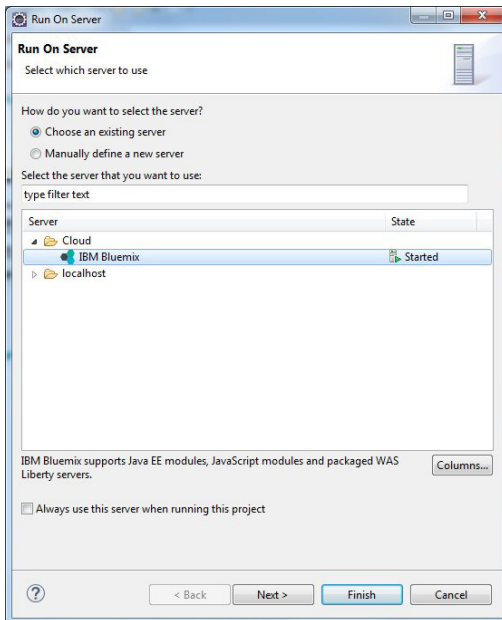 Run On Server
Run On Server
Select which server to use
How do you want to select the server?
Choose an existing server
Manually define a new server
Select the server that you want to use:
type filter text
Server State
Cloud
IBM Bluemix Started
localhost
IBM Bluemix supports Java EE modules, JavaScript modules and packaged WAS
Liberty servers.
Columns...
Always use this server when running this project
? < Back Next > Finish Cancel